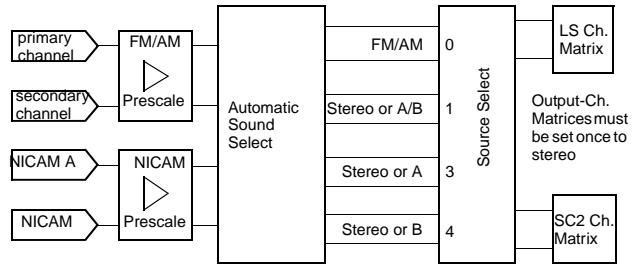 primary
channel
FM/AM
Prescale
secondary
channel
NICAM A
NICAM
Prescale
NICAM
Automatic
Sound
Select
FM/AM
0
Stereo or A/B
1
Stereo or A
3
Stereo or B
4
Source Select
LS Ch.
Matrix
Output-Ch.
Matrices must
be set once to
stereo
SC2 Ch.
Matrix